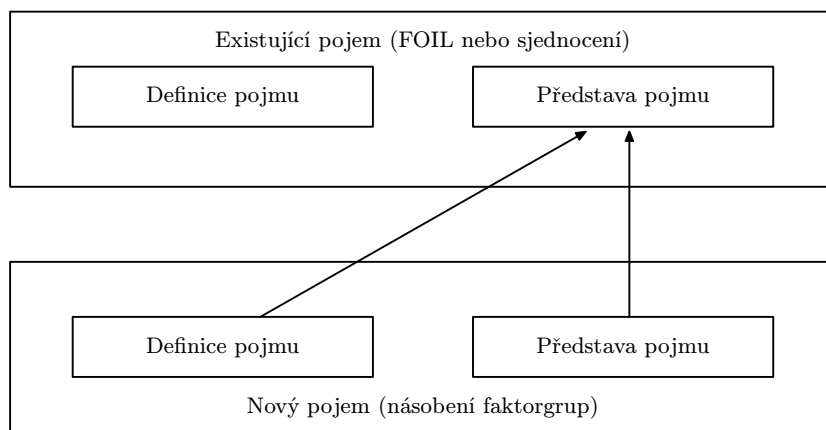 Existující pojem (FOIL nebo sjednocení)
Definice pojmu
Představa pojmu
Definice pojmu
Představa pojmu
Nový pojem (násobení faktorgrup)